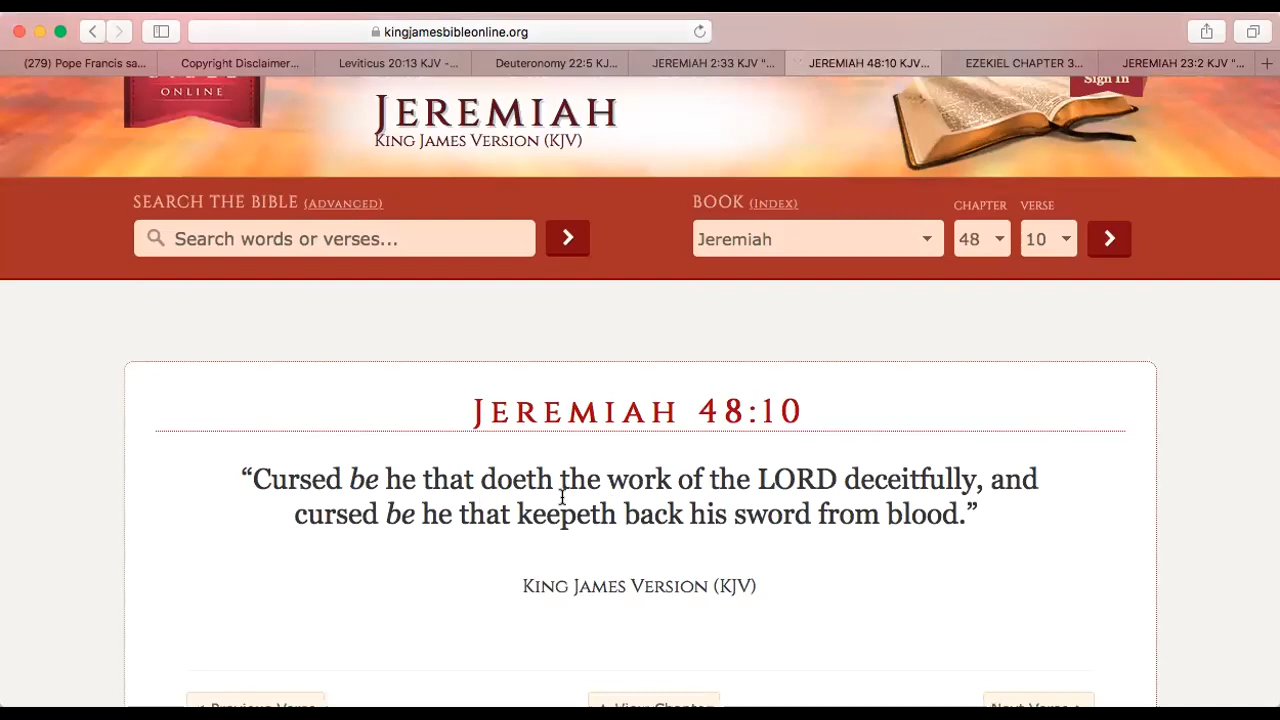 kingjamesbibleonline.org
(279) Pope Francis sa...
Copyright Disclaimer...
Leviticus 20:13 KJV -...
Deuteronomy 22:5 KJ...
JEREMIAH 2:33 KJV "...
JEREMIAH 48:10 KJV...
EZEKIEL CHAPTER 3...
JEREMIAH 23:2 KJV "...
ONLINE
Jeremiah
King James Version (KJV)
Sign In
SEARCH THE BIBLE (ADVANCED)
BOOK (INDEX)
CHAPTER
VERSE
Search words or verses...
Jeremiah
48
10
Jeremiah 48:10
“Cursed be he that doeth the work of the LORD deceitfully, and
cursed be he that keepeth back his sword from blood.”
King James Version (KJV)